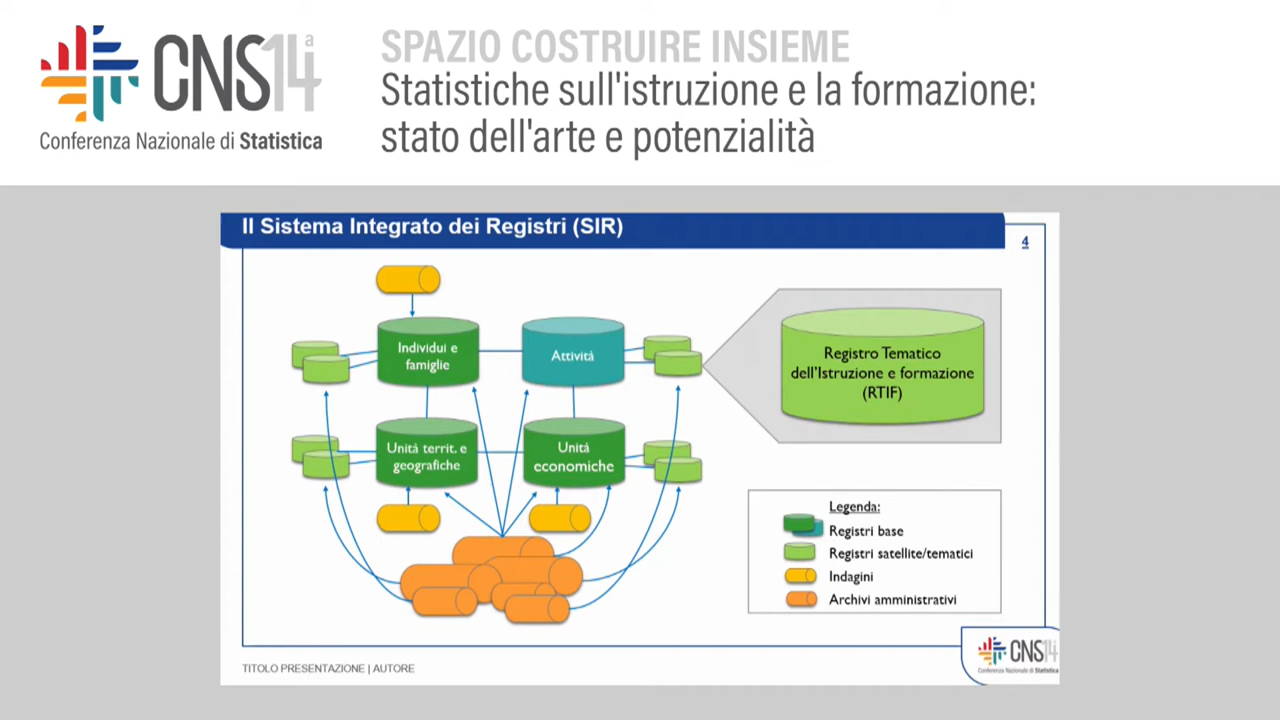 CNS14ª
Conferenza Nazionale di Statistica
SPAZIO COSTRUIRE INSIEME
Statistiche sull'istruzione e la formazione:
stato dell'arte e potenzialità
Il Sistema Integrato dei Registri (SIR)
4
Individui e
famiglie
Attività
Unità territ. e
geografiche
Unità
economiche
Registro Tematico
dell'Istruzione e formazione
(RTIF)
Legenda:
Registri base
Registri satellite/tematici
Indagini
Archivi amministrativi
TITOLO PRESENTAZIONE | AUTORE
CNS14
Conferenza Nazionale di Statistica